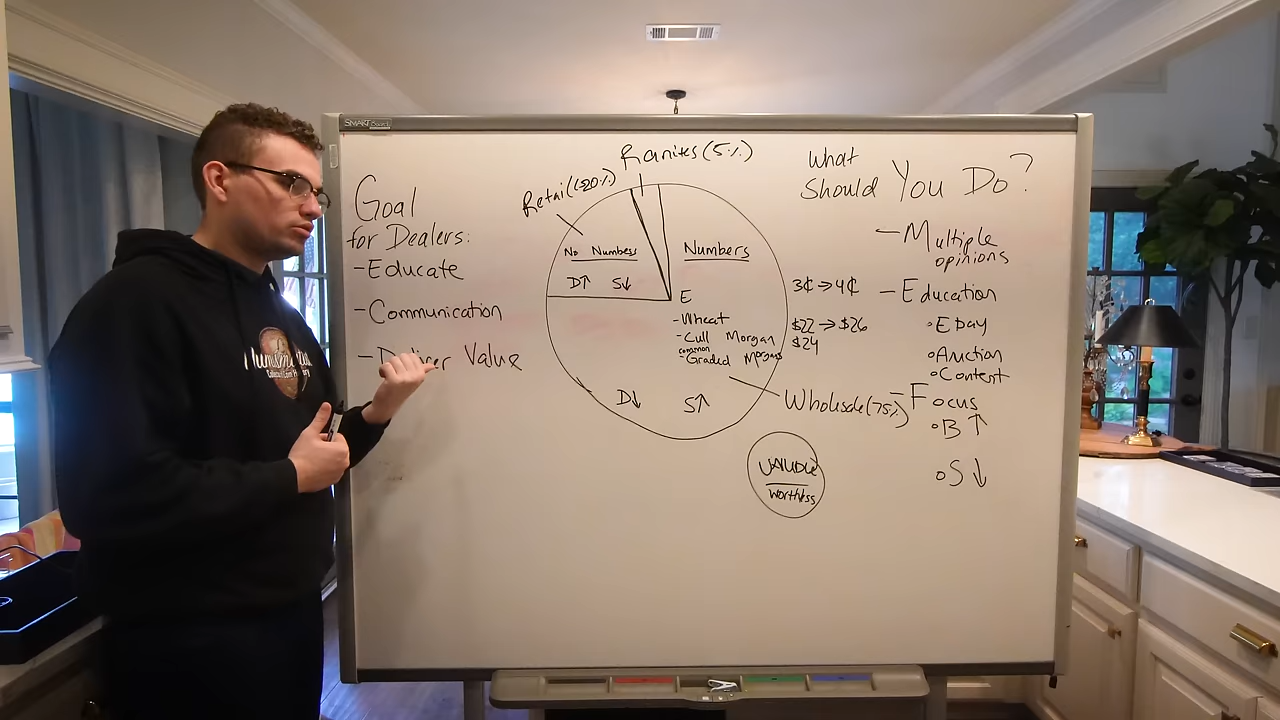 SMART Board
Goal
for Dealers:
- Educate
- Communication
- Deliver Value
Rarities (5%)
Retail (20%)
No Numbers
D↑ S↓
Numbers
E
- Wheat
- Cull Morgan
common
- Graded Morgans
D↓ S↑
3¢ → 4¢
$22 → $26
$24
Wholesale (75%)
VALUE
worthless
What
Should You Do?
- Multiple
opinions
- Education
• Ebay
• Auction
• Content
- Focus
• B ↑
• S ↓